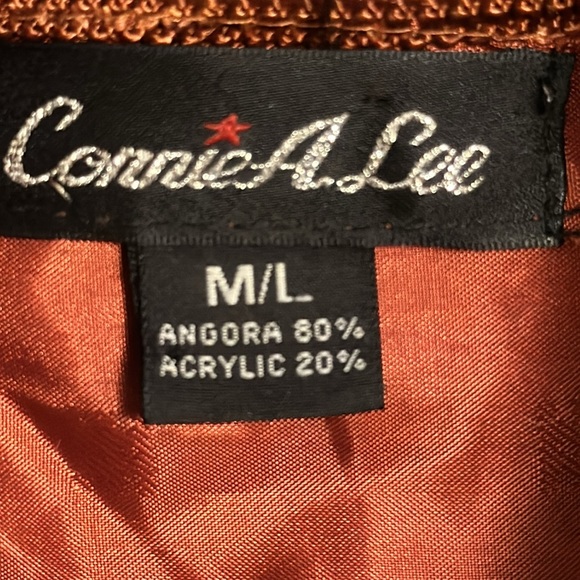 Connie A. Lee
M/L
ANGORA 80%
ACRYLIC 20%